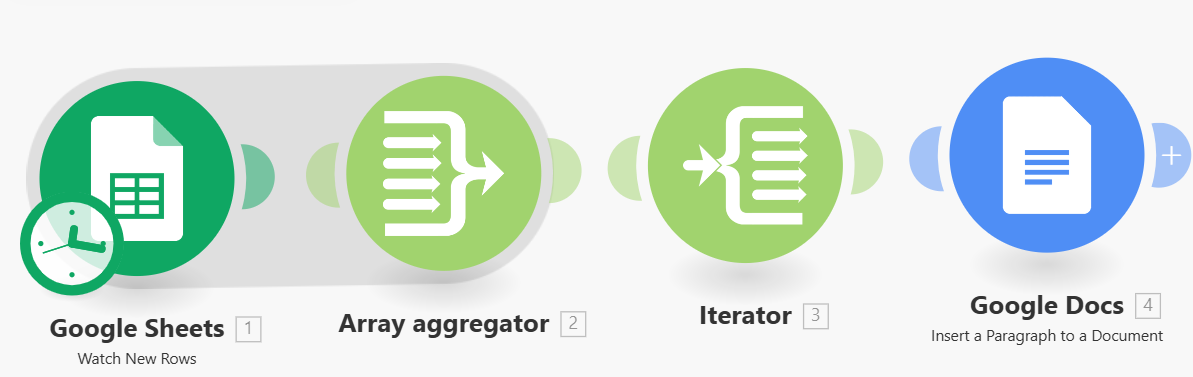 Google Sheets 1
Watch New Rows
Array aggregator 2
Iterator 3
Google Docs 4
Insert a Paragraph to a Document